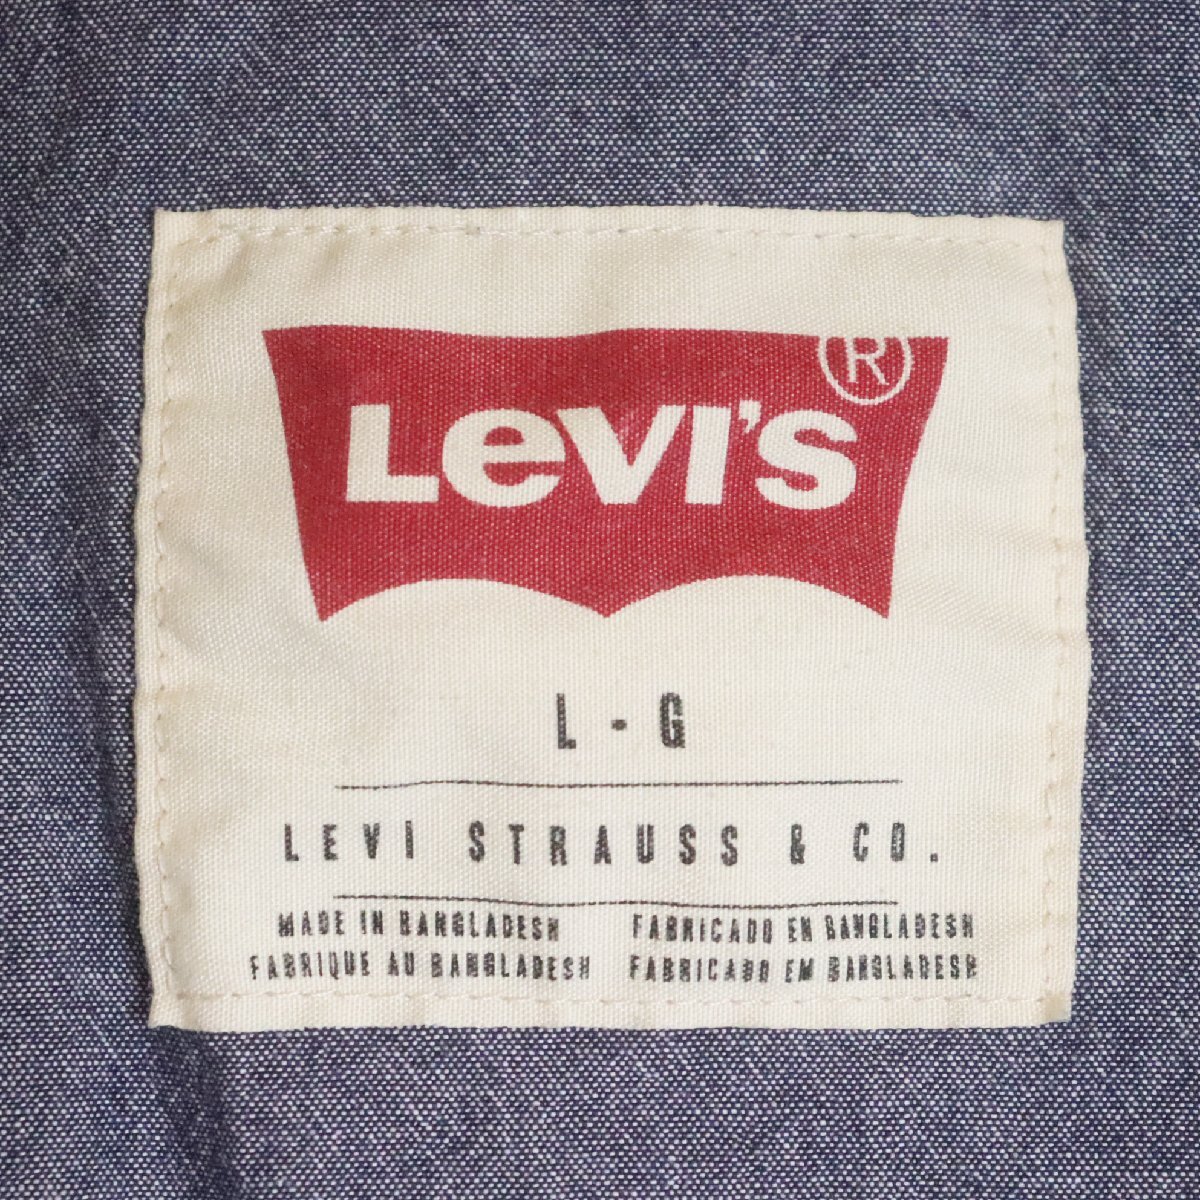 LEVI'S®
L - G
LEVI STRAUSS & CO.
MADE IN BANGLADESH FABRICADO EN BANGLADESH
FABRIQUE AU BANGLADESH FABRICADO EM BANGLADESH